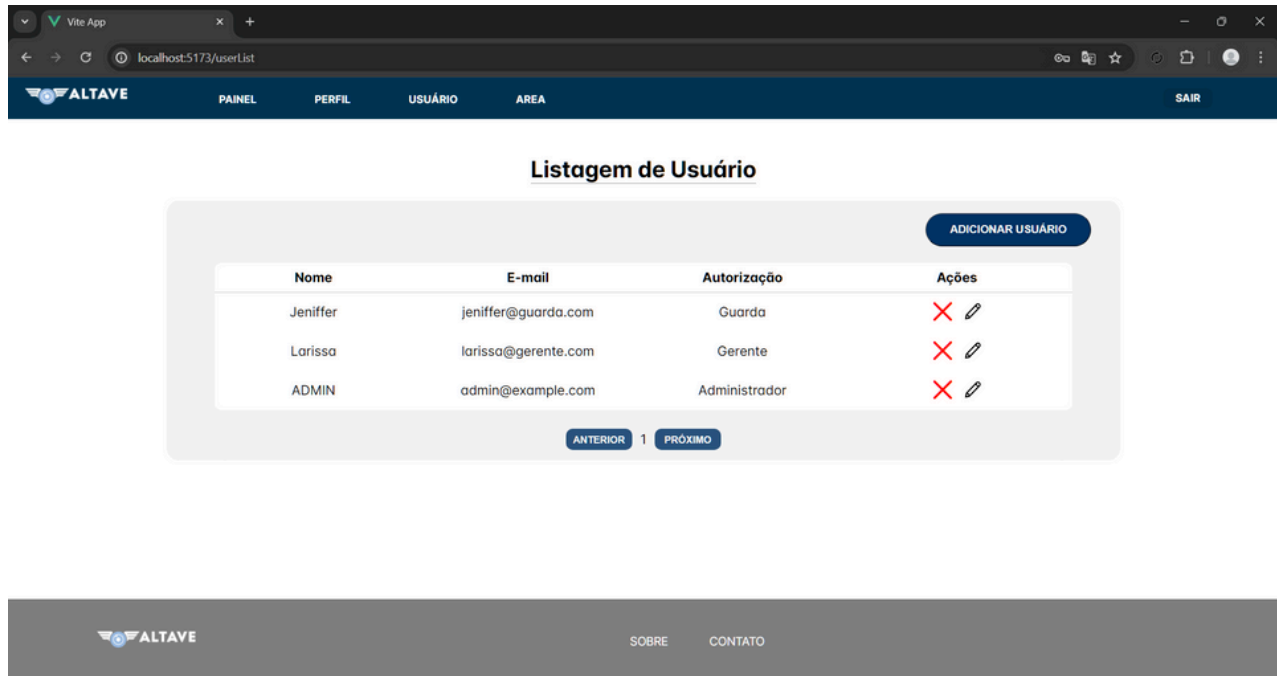 Vite App
localhost:5173/userList
ALTAVE PAINEL PERFIL USUÁRIO AREA SAIR
Listagem de Usuário
ADICIONAR USUÁRIO
Nome E-mail Autorização Ações
Jeniffer jeniffer@guarda.com Guarda
Larissa larissa@gerente.com Gerente
ADMIN admin@example.com Administrador
ANTERIOR 1 PRÓXIMO
ALTAVE SOBRE CONTATO